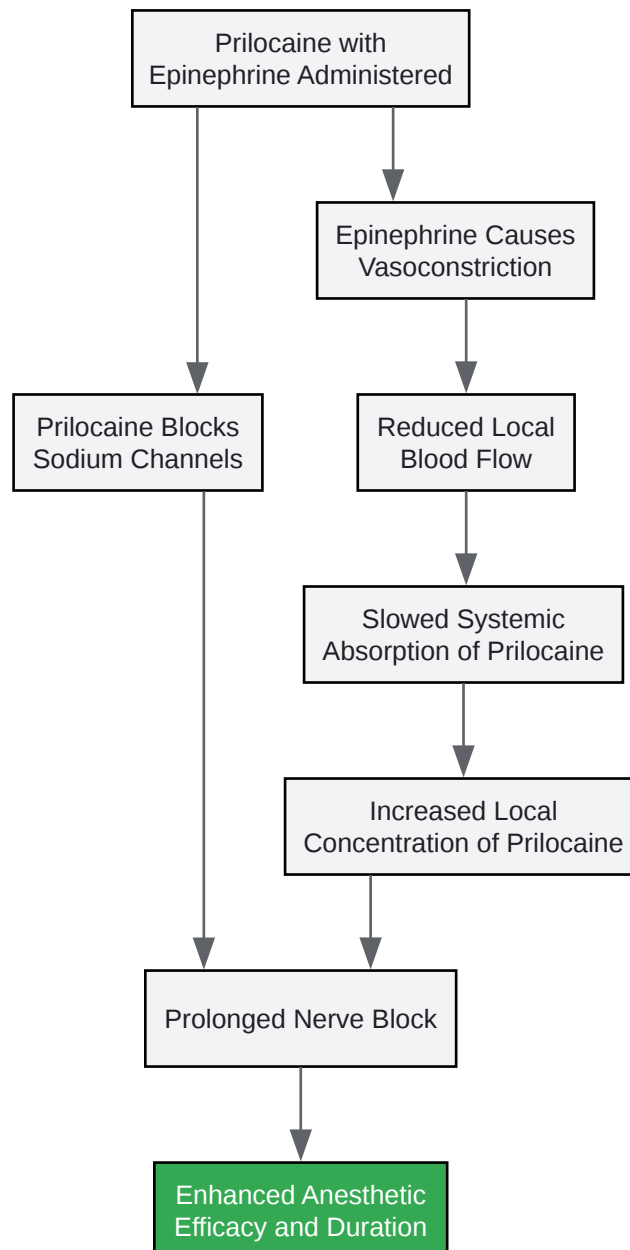 Prilocaine with
Epinephrine Administered
Epinephrine Causes
Vasoconstriction
Prilocaine Blocks
Sodium Channels
Reduced Local
Blood Flow
Slowed Systemic
Absorption of Prilocaine
Increased Local
Concentration of Prilocaine
Prolonged Nerve Block
Enhanced Anesthetic
Efficacy and Duration